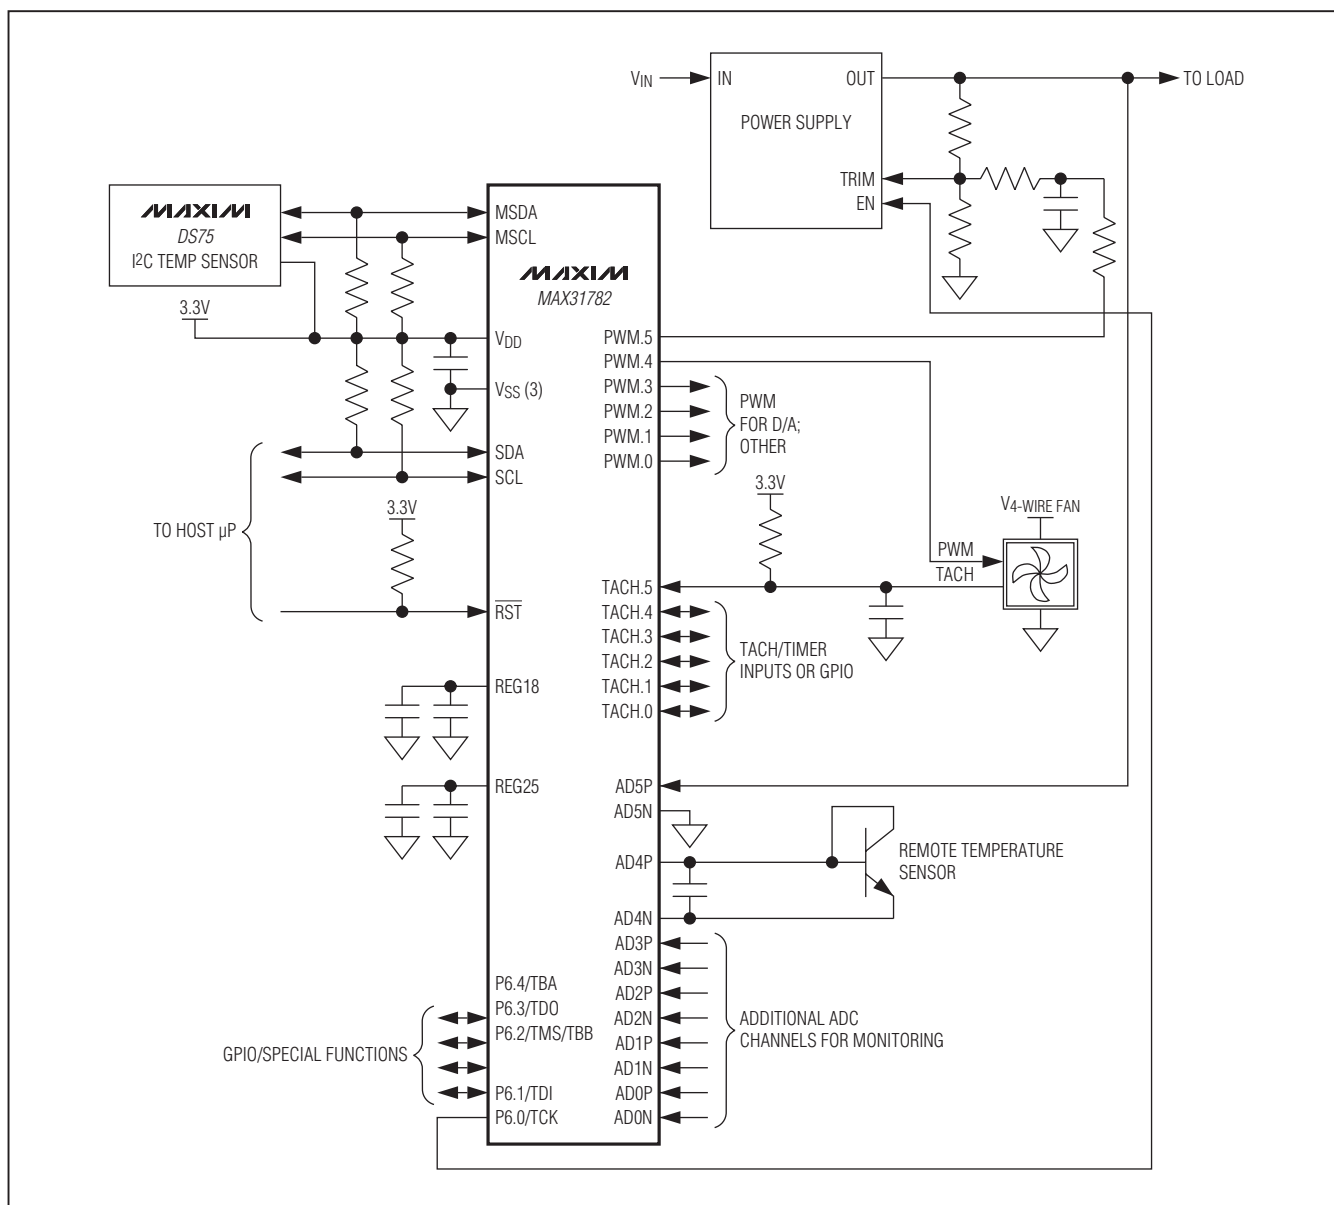 VIN
IN
OUT
TO LOAD
POWER SUPPLY
TRIM
EN
MAXIM
DS75
I2C TEMP SENSOR
3.3V
MSDA
MSCL
MAXIM
MAX31782
VDD
VSS (3)
SDA
SCL
TO HOST µP
3.3V
RST
REG18
REG25
P6.4/TBA
P6.3/TDO
P6.2/TMS/TBB
GPIO/SPECIAL FUNCTIONS
P6.1/TDI
P6.0/TCK
PWM.5
PWM.4
PWM.3
PWM.2
PWM.1
PWM.0
PWM
FOR D/A;
OTHER
3.3V
V4-WIRE FAN
PWM
TACH
TACH.5
TACH.4
TACH.3
TACH.2
TACH.1
TACH.0
TACH/TIMER
INPUTS OR GPIO
AD5P
AD5N
AD4P
AD4N
REMOTE TEMPERATURE
SENSOR
AD3P
AD3N
AD2P
AD2N
AD1P
AD1N
AD0P
AD0N
ADDITIONAL ADC
CHANNELS FOR MONITORING